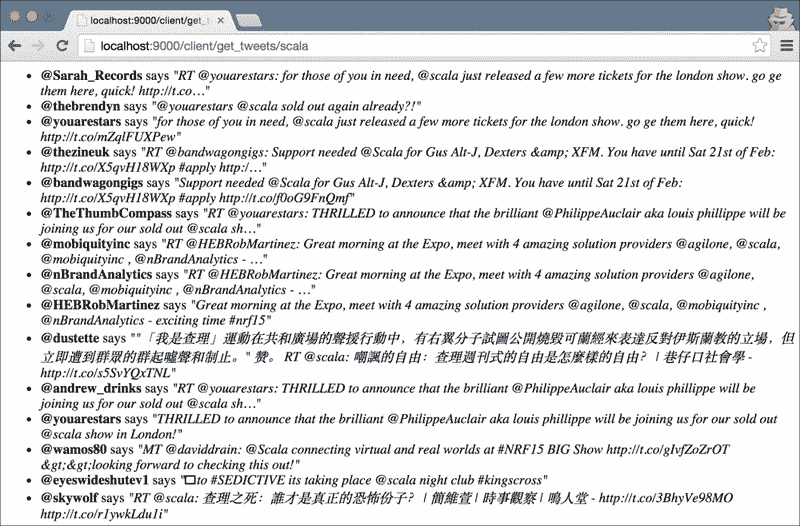 localhost:9000/client/get_tw
localhost:9000/client/get_tweets/scala
• @Sarah_Records says "RT @youarestars: for those of you in need, @scala just released a few more tickets for the london show. go ge
them here, quick! http://t.co…"
• @thebrendyn says "@youarestars @scala sold out again already?!"
• @youarestars says "for those of you in need, @scala just released a few more tickets for the london show. go ge them here, quick!
http://t.co/mZqlFUXPew"
• @thezineuk says "RT @bandwagongigs: Support needed @Scala for Gus Alt-J, Dexters &amp; XFM. You have until Sat 21st of Feb:
http://t.co/X5qvH18WXp #apply http:/…"
• @bandwagongigs says "Support needed @Scala for Gus Alt-J, Dexters &amp; XFM. You have until Sat 21st of Feb:
http://t.co/X5qvH18WXp #apply http://t.co/f0oG9FnQmf"
• @TheThumbCompass says "RT @youarestars: THRILLED to announce that the brilliant @PhilippeAuclair aka louis phillippe will be
joining us for our sold out @scala sh…"
• @mobiquityinc says "RT @HEBRobMartinez: Great morning at the Expo, meet with 4 amazing solution providers @agilone, @scala,
@mobiquityinc , @nBrandAnalytics - …"
• @nBrandAnalytics says "RT @HEBRobMartinez: Great morning at the Expo, meet with 4 amazing solution providers @agilone,
@scala, @mobiquityinc , @nBrandAnalytics - …"
• @HEBRobMartinez says "Great morning at the Expo, meet with 4 amazing solution providers @agilone, @scala, @mobiquityinc ,
@nBrandAnalytics - exciting time #nrf15"
• @dustette says ""「我是查理」運動在共和廣場的聲援行動中，有右翼分子試圖公開燒毀可蘭經來表達反對伊斯蘭教的立場，但
立即遭到群眾的群起噓聲和制止。" 赞。 RT @scala: 嘲諷的自由：查理週刊式的自由是怎麼樣的自由？ | 巷仔口社會學 -
http://t.co/s5SvYQxTNL"
• @andrew_drinks says "RT @youarestars: THRILLED to announce that the brilliant @PhilippeAuclair aka louis phillippe will be
joining us for our sold out @scala sh…"
• @youarestars says "THRILLED to announce that the brilliant @PhilippeAuclair aka louis phillippe will be joining us for our sold out
@scala show in London!"
• @wamos80 says "MT @daviddrain: @Scala connecting virtual and real worlds at #NRF15 BIG Show http://t.co/gIvfZoZrOT
&gt;&gt;looking forward to checking this out!"
• @eyeswideshutev1 says "□to #SEDICTIVE its taking place @scala night club #kingscross"
• @skywolf says "RT @scala: 查理之死：誰才是真正的恐怖份子？ | 簡維萱 | 時事觀察 | 鳴人堂 - http://t.co/3BhyVe98MO
http://t.co/r1ywkLdu1i"